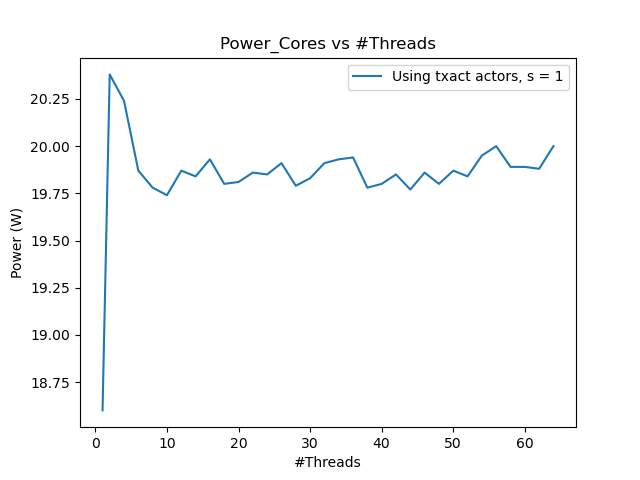 Power_Cores vs #Threads
Using txact actors, s = 1
20.25
20.00
19.75
19.50
19.25
19.00
18.75
Power (W)
0 10 20 30 40 50 60
#Threads